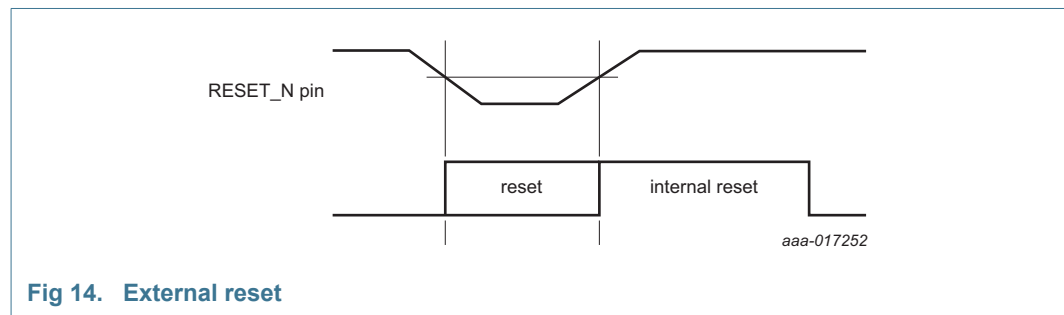 RESET_N pin
reset
internal reset
aaa-017252
Fig 14. External reset